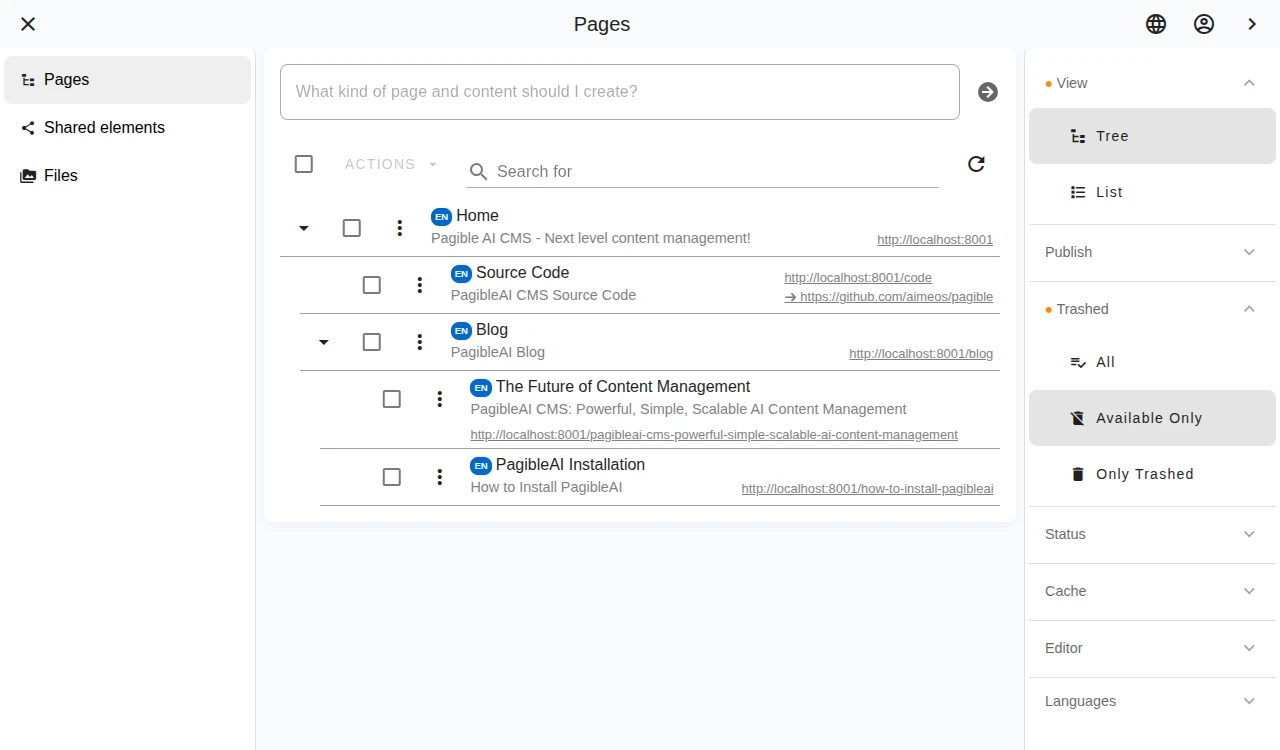 Pages
Pages
Shared elements
Files
What kind of page and content should I create?
ACTIONS
Search for
EN Home
Pagible AI CMS - Next level content management!
http://localhost:8001
EN Source Code
PagibleAI CMS Source Code
http://localhost:8001/code
→ https://github.com/aimeos/pagible
EN Blog
PagibleAI Blog
http://localhost:8001/blog
EN The Future of Content Management
PagibleAI CMS: Powerful, Simple, Scalable AI Content Management
http://localhost:8001/pagibleai-cms-powerful-simple-scalable-ai-content-management
EN PagibleAI Installation
How to Install PagibleAI
http://localhost:8001/how-to-install-pagibleai
View
Tree
List
Publish
Trashed
All
Available Only
Only Trashed
Status
Cache
Editor
Languages